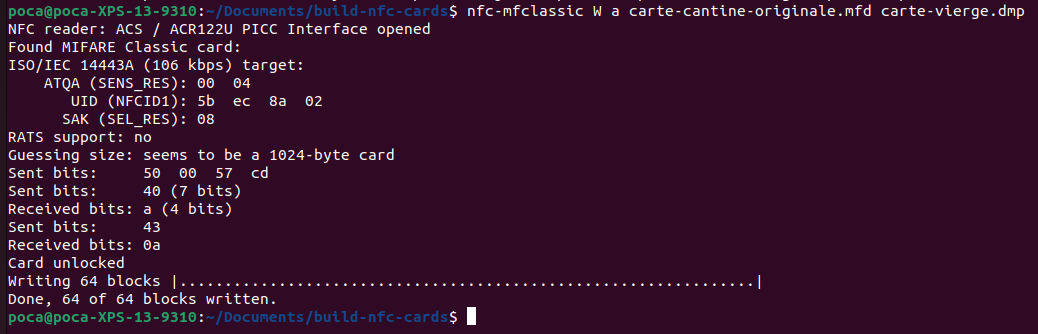 poca@poca-XPS-13-9310:~/Documents/build-nfc-cards$ nfc-mfclassic W a carte-cantine-originale.mfd carte-vierge.dmp
NFC reader: ACS / ACR122U PICC Interface opened
Found MIFARE Classic card:
ISO/IEC 14443A (106 kbps) target:
    ATQA (SENS_RES): 00  04
       UID (NFCID1): 5b  ec  8a  02
      SAK (SEL_RES): 08
RATS support: no
Guessing size: seems to be a 1024-byte card
Sent bits:     50  00  57  cd
Sent bits:     40 (7 bits)
Received bits: a (4 bits)
Sent bits:     43
Received bits: 0a
Card unlocked
Writing 64 blocks |................................................................|
Done, 64 of 64 blocks written.
poca@poca-XPS-13-9310:~/Documents/build-nfc-cards$